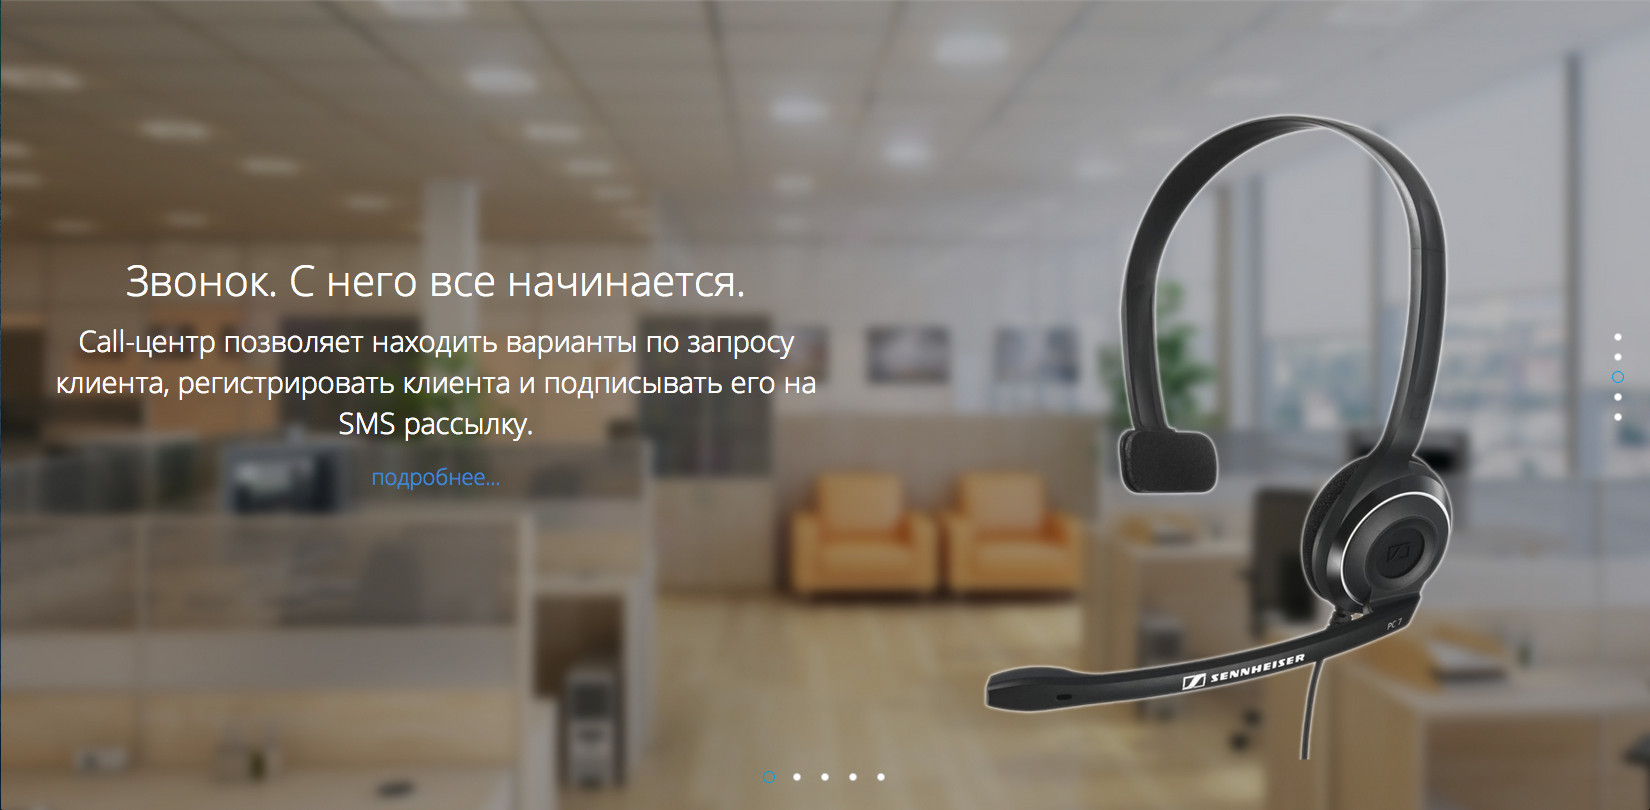 Звонок. С него все начинается.
Call-центр позволяет находить варианты по запросу
клиента, регистрировать клиента и подписывать его на
SMS рассылку.
подробнее...
PC 7
SENNHEISER